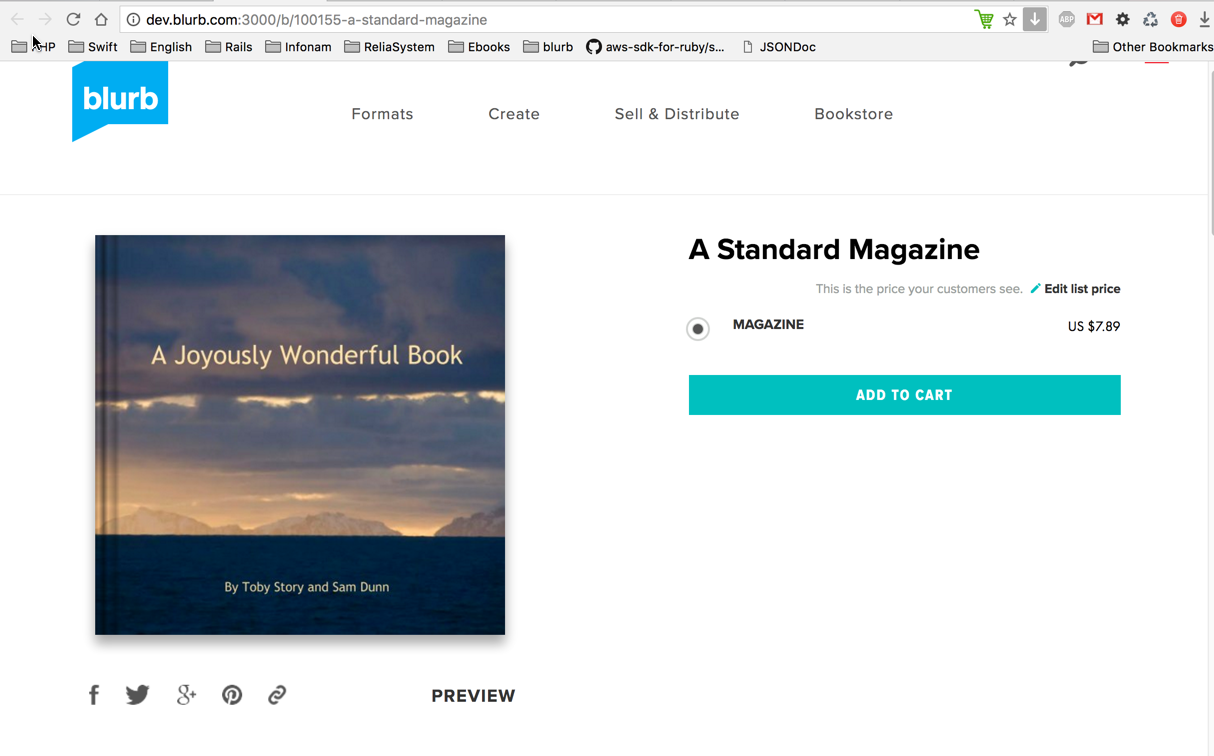 dev.blurb.com:3000/b/100155-a-standard-magazine
ABP
HP Swift English Rails Infonam ReliaSystem Ebooks blurb aws-sdk-for-ruby/s... JSONDoc Other Bookmarks
blurb
Formats Create Sell & Distribute Bookstore
A Standard Magazine
This is the price your customers see. Edit list price
MAGAZINE US $7.89
ADD TO CART
A Joyously Wonderful Book
By Toby Story and Sam Dunn
PREVIEW